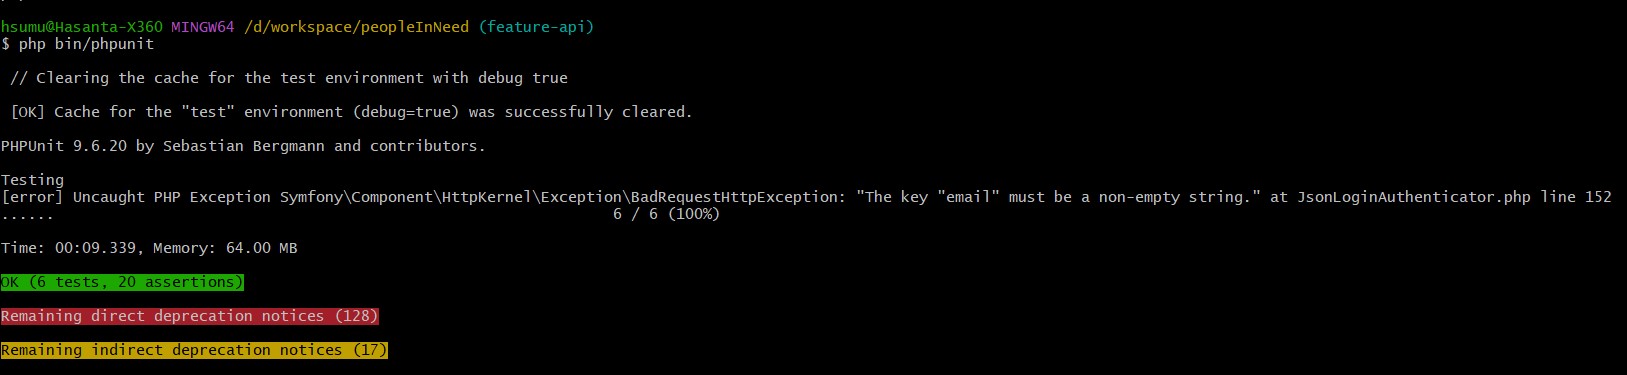 hsumu@Hasanta-X360 MINGW64 /d/workspace/peopleInNeed (feature-api)
$ php bin/phpunit
// Clearing the cache for the test environment with debug true
[OK] Cache for the "test" environment (debug=true) was successfully cleared.
PHPUnit 9.6.20 by Sebastian Bergmann and contributors.
Testing
[error] Uncaught PHP Exception Symfony\Component\HttpKernel\Exception\BadRequestHttpException: "The key "email" must be a non-empty string." at JsonLoginAuthenticator.php line 152
...... 6 / 6 (100%)
Time: 00:09.339, Memory: 64.00 MB
OK (6 tests, 20 assertions)
Remaining direct deprecation notices (128)
Remaining indirect deprecation notices (17)